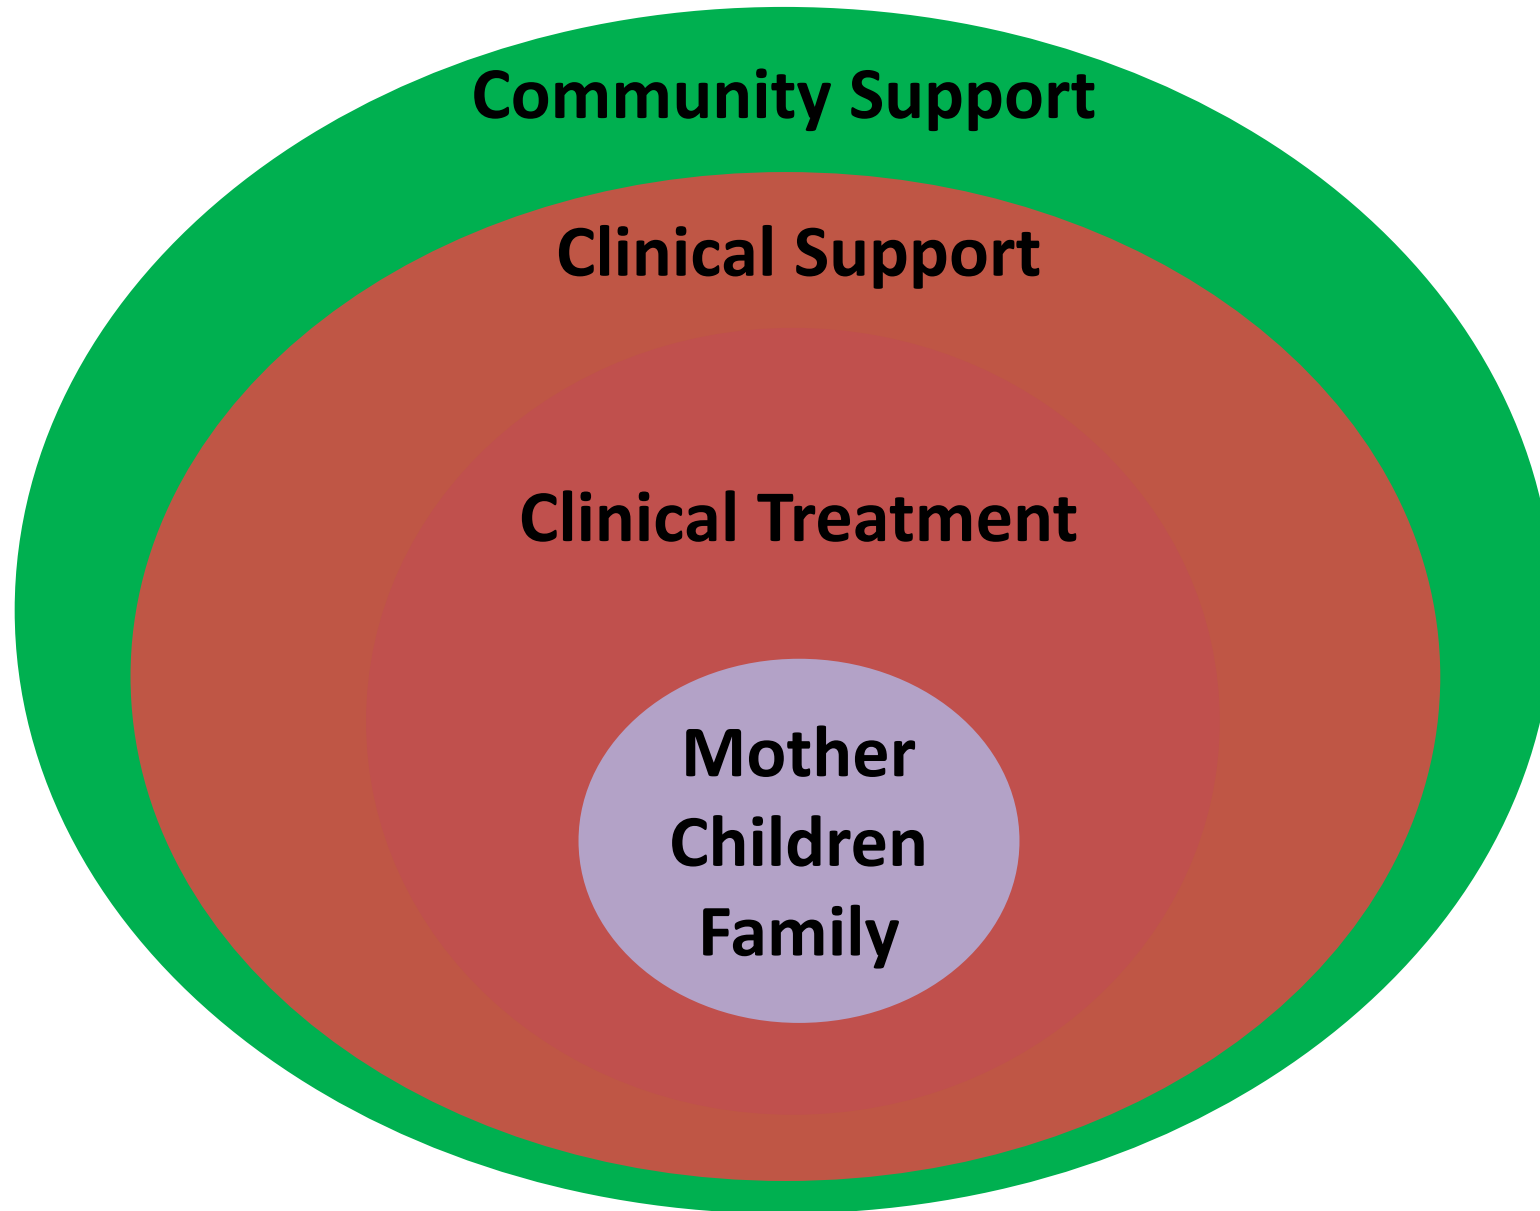 Community Support
Clinical Support
Clinical Treatment
Mother
Children
Family